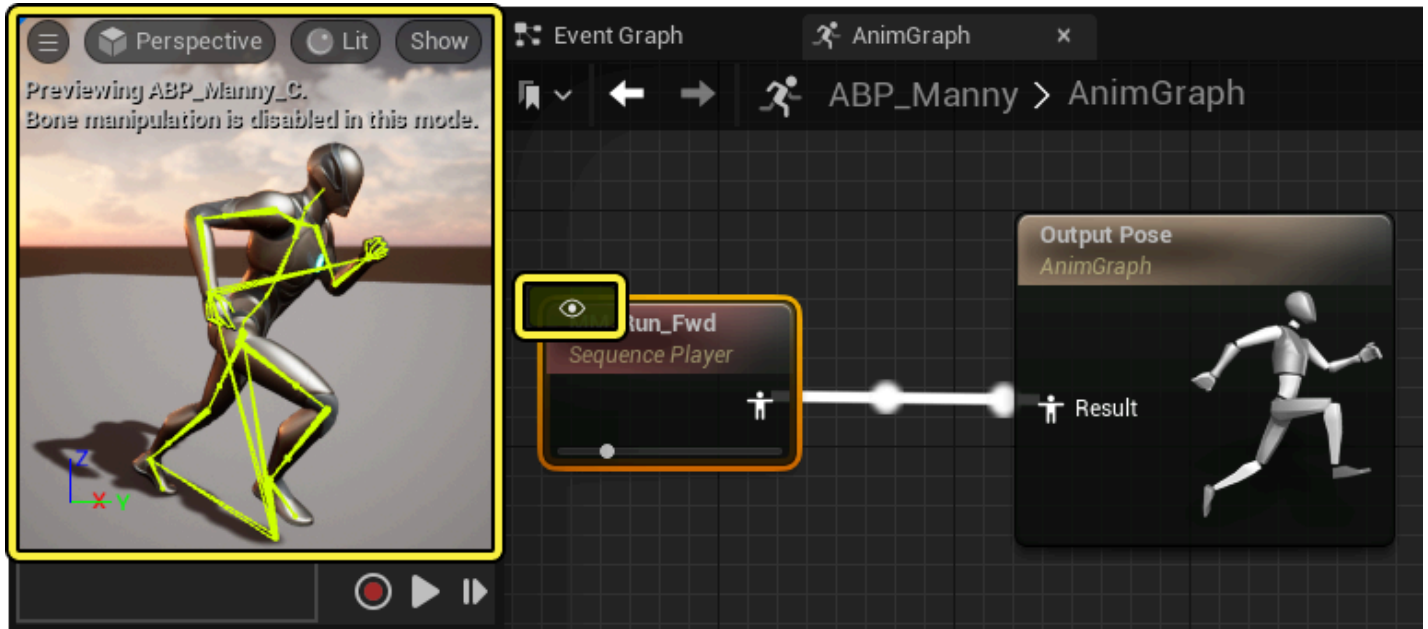 Perspective
Lit
Show
Previewing ABP_Manny_C.
Bone manipulation is disabled in this mode.
Z
X
Y
Event Graph
AnimGraph
ABP_Manny > AnimGraph
Run_Fwd
Sequence Player
Output Pose
AnimGraph
Result